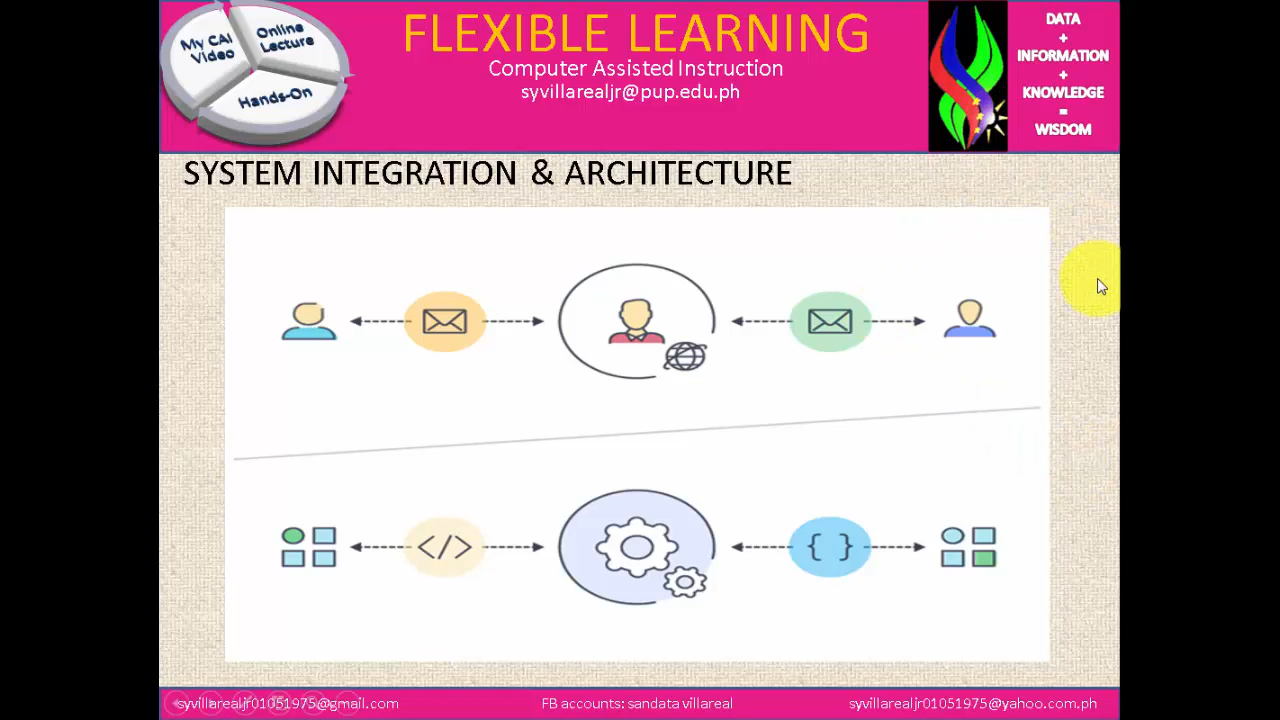 My CAI
Video
Online
Lecture
Hands-On
FLEXIBLE LEARNING
Computer Assisted Instruction
syvillarealjr@pup.edu.ph
DATA
+
INFORMATION
+
KNOWLEDGE
=
WISDOM
SYSTEM INTEGRATION & ARCHITECTURE
</>
{ }
syvillarealjr01051975@gmail.com
FB accounts: sandata villareal
syvillarealjr01051975@yahoo.com.ph